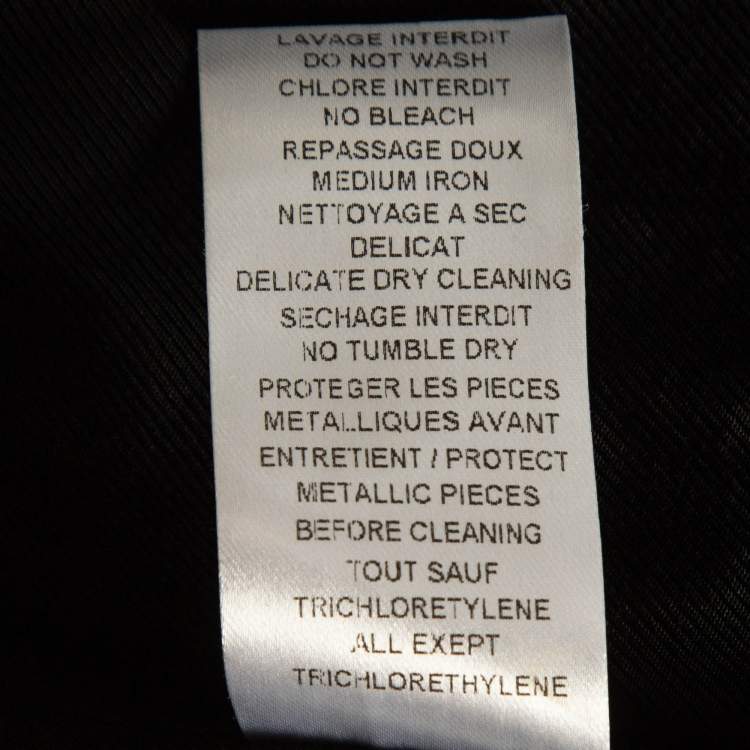 LAVAGE INTERDIT
DO NOT WASH
CHLORE INTERDIT
NO BLEACH
REPASSAGE DOUX
MEDIUM IRON
NETTOYAGE A SEC
DELICAT
DELICATE DRY CLEANING
SECHAGE INTERDIT
NO TUMBLE DRY
PROTEGER LES PIECES
METALLIQUES AVANT
ENTRETIENT / PROTECT
METALLIC PIECES
BEFORE CLEANING
TOUT SAUF
TRICHLORETYLENE
ALL EXEPT
TRICHLORETHYLENE